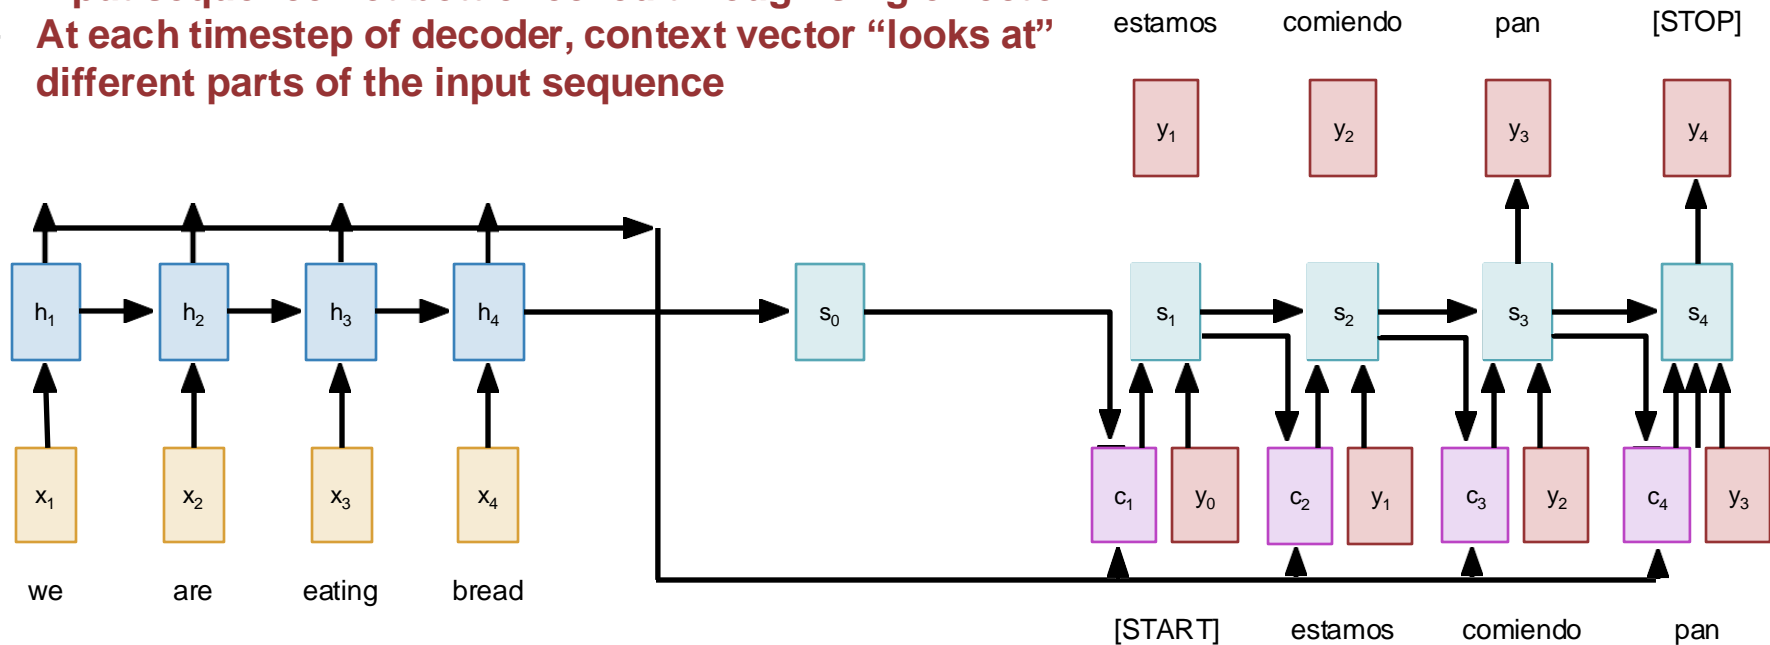 At each timestep of decoder, context vector “looks at”
different parts of the input sequence
estamos comiendo pan [STOP]
y1 y2 y3 y4
h1 h2 h3 h4 s0 s1 s2 s3 s4
x1 x2 x3 x4 c1 y0 c2 y1 c3 y2 c4 y3
we are eating bread
[START] estamos comiendo pan